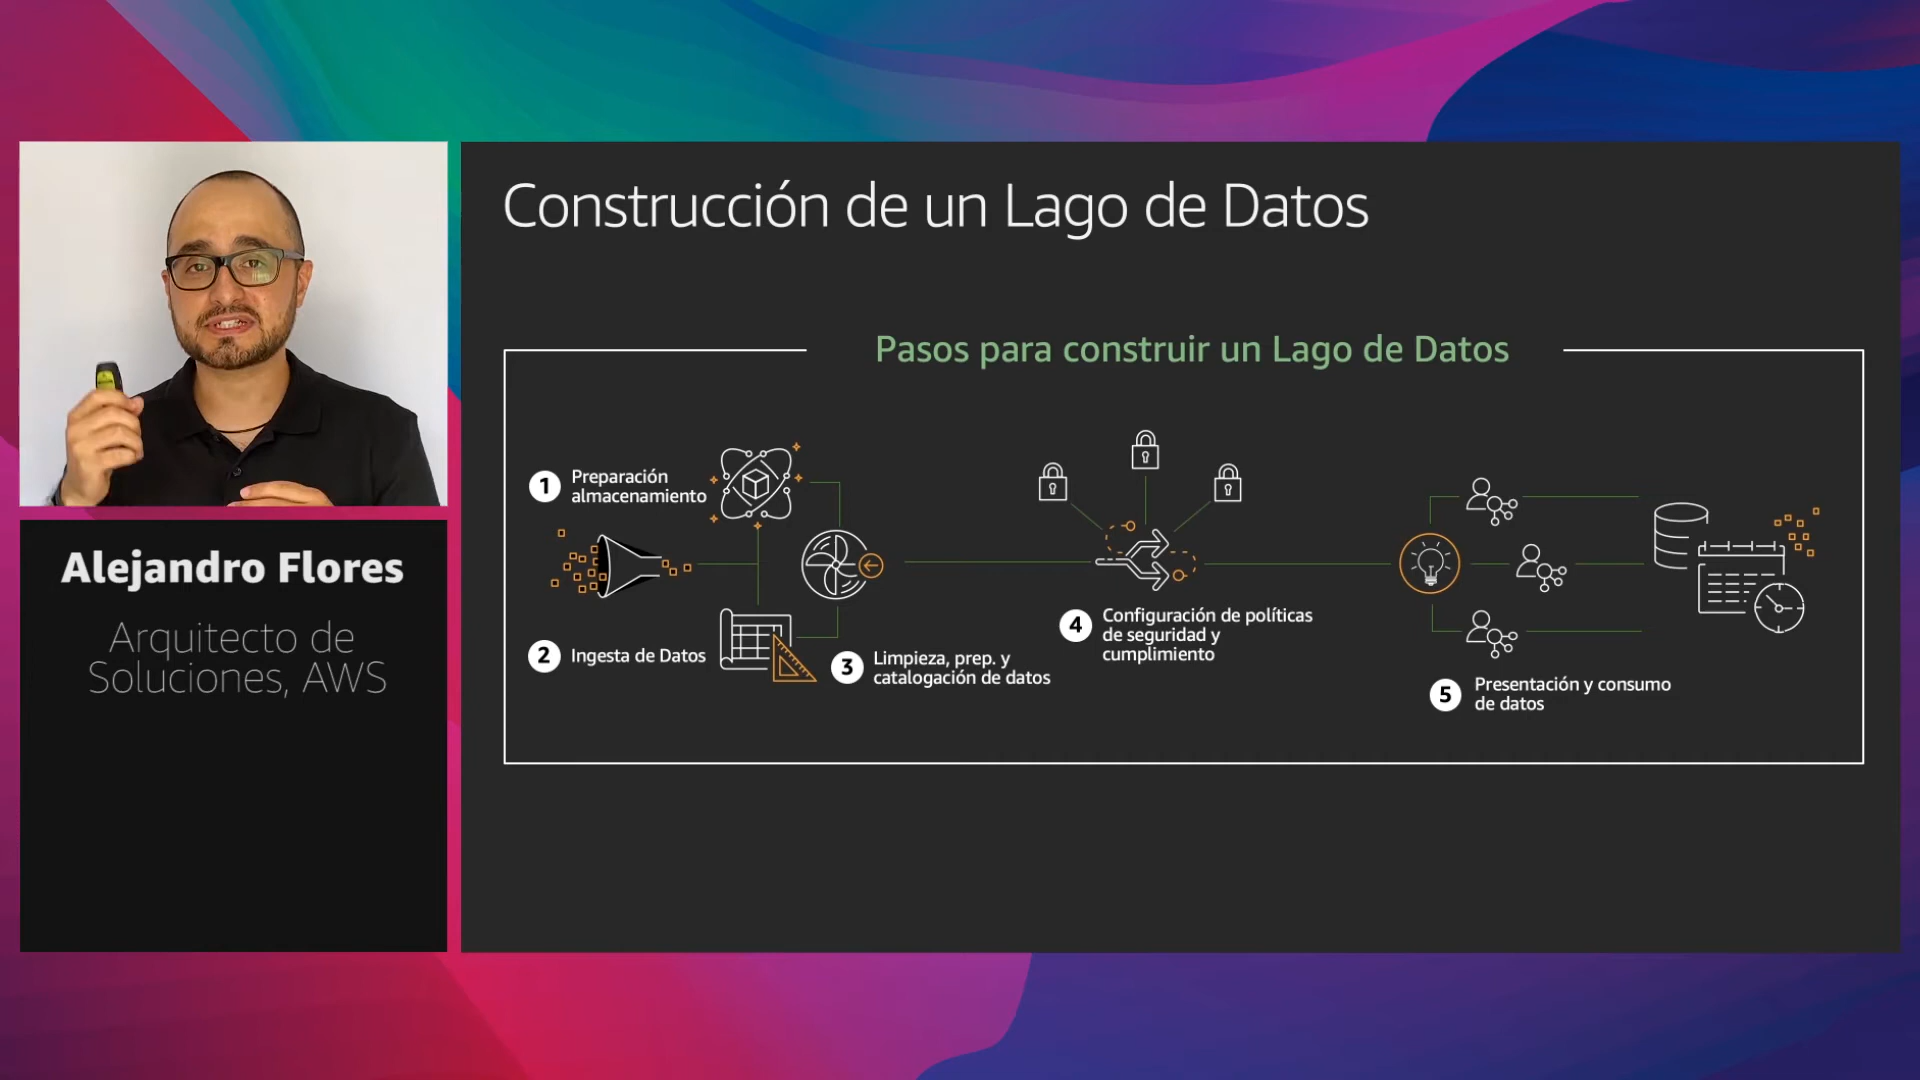 Construcción de un Lago de Datos
Pasos para construir un Lago de Datos
1 Preparación
almacenamiento
2 Ingesta de Datos
3 Limpieza, prep. y
catalogación de datos
4 Configuración de políticas
de seguridad y
cumplimiento
5 Presentación y consumo
de datos
Alejandro Flores
Arquitecto de
Soluciones, AWS